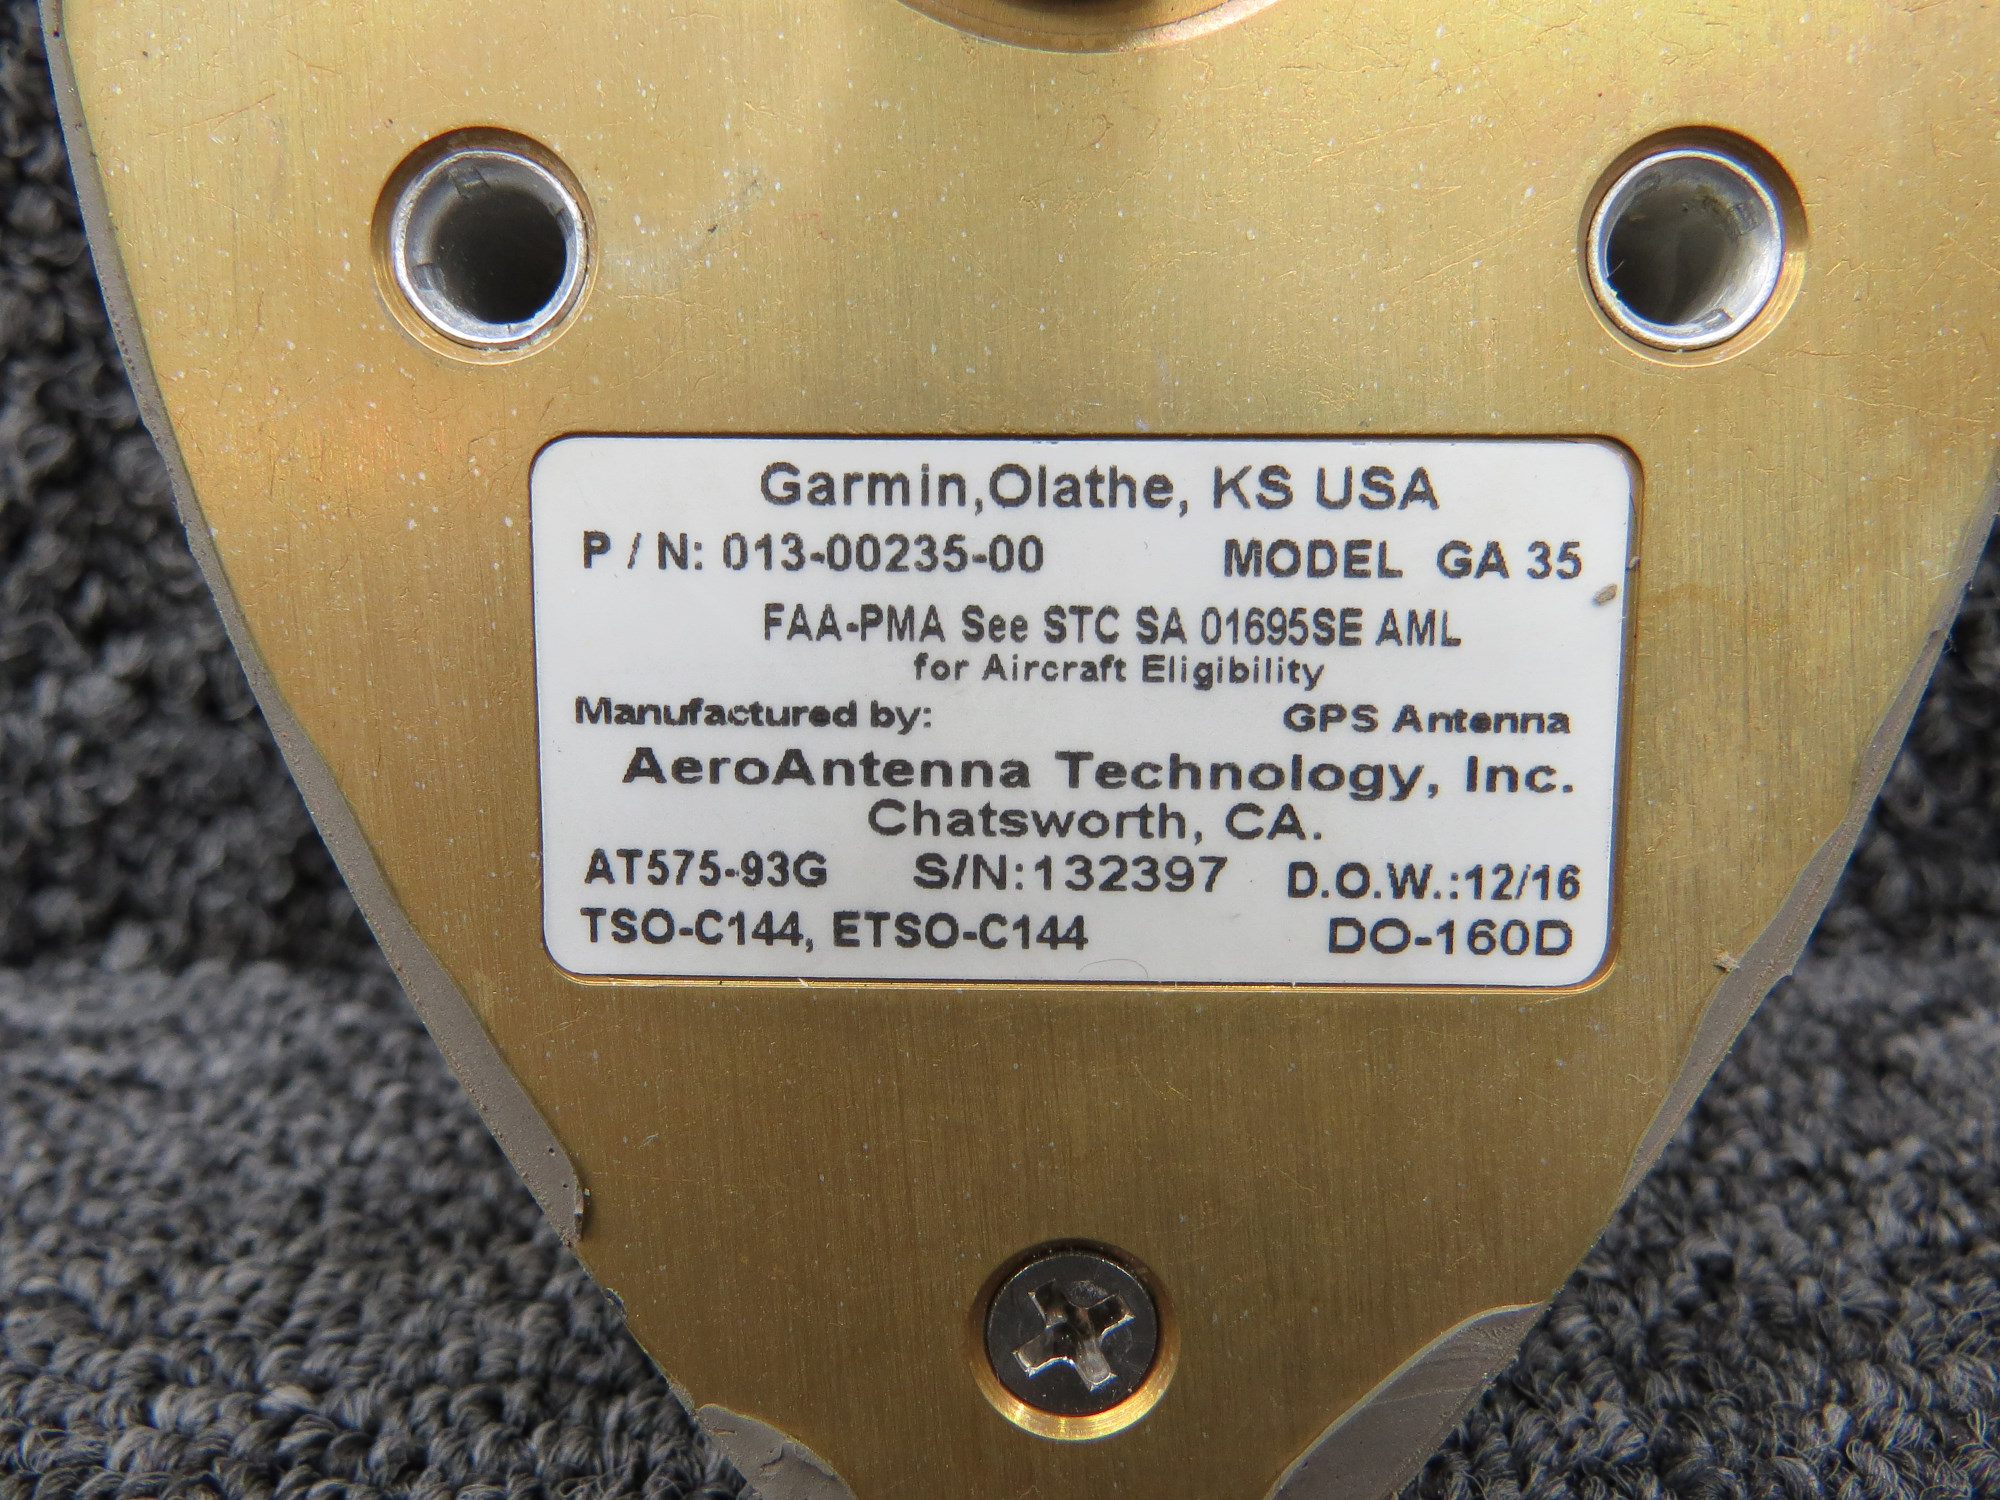 Garmin,Olathe, KS USA
P / N: 013-00235-00 MODEL GA 35
FAA-PMA See STC SA 01695SE AML
for Aircraft Eligibility
Manufactured by: GPS Antenna
AeroAntenna Technology, Inc.
Chatsworth, CA.
AT575-93G S/N:132397 D.O.W.:12/16
TSO-C144, ETSO-C144 DO-160D